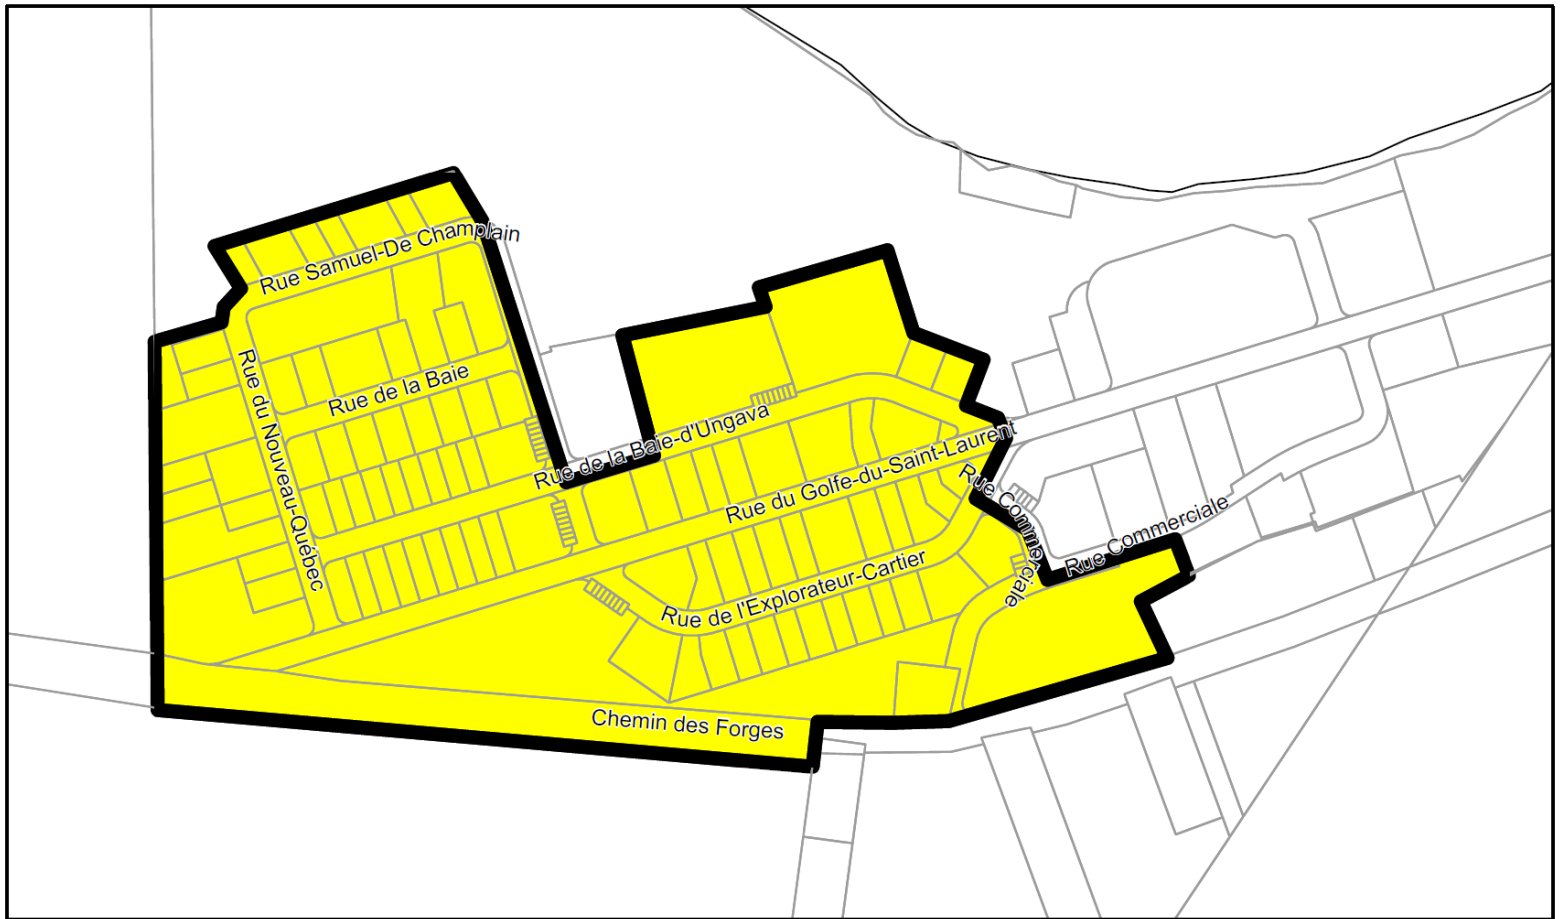 Rue Samuel-De Champlain
Rue du Nouveau-Québec
Rue de la Baie
Rue de la Baie-d'Ungava
Rue du Golfe-du-Saint-Laurent
Rue Commerciale
Rue Commerciale
Rue de l'Explorateur-Cartier
Chemin des Forges